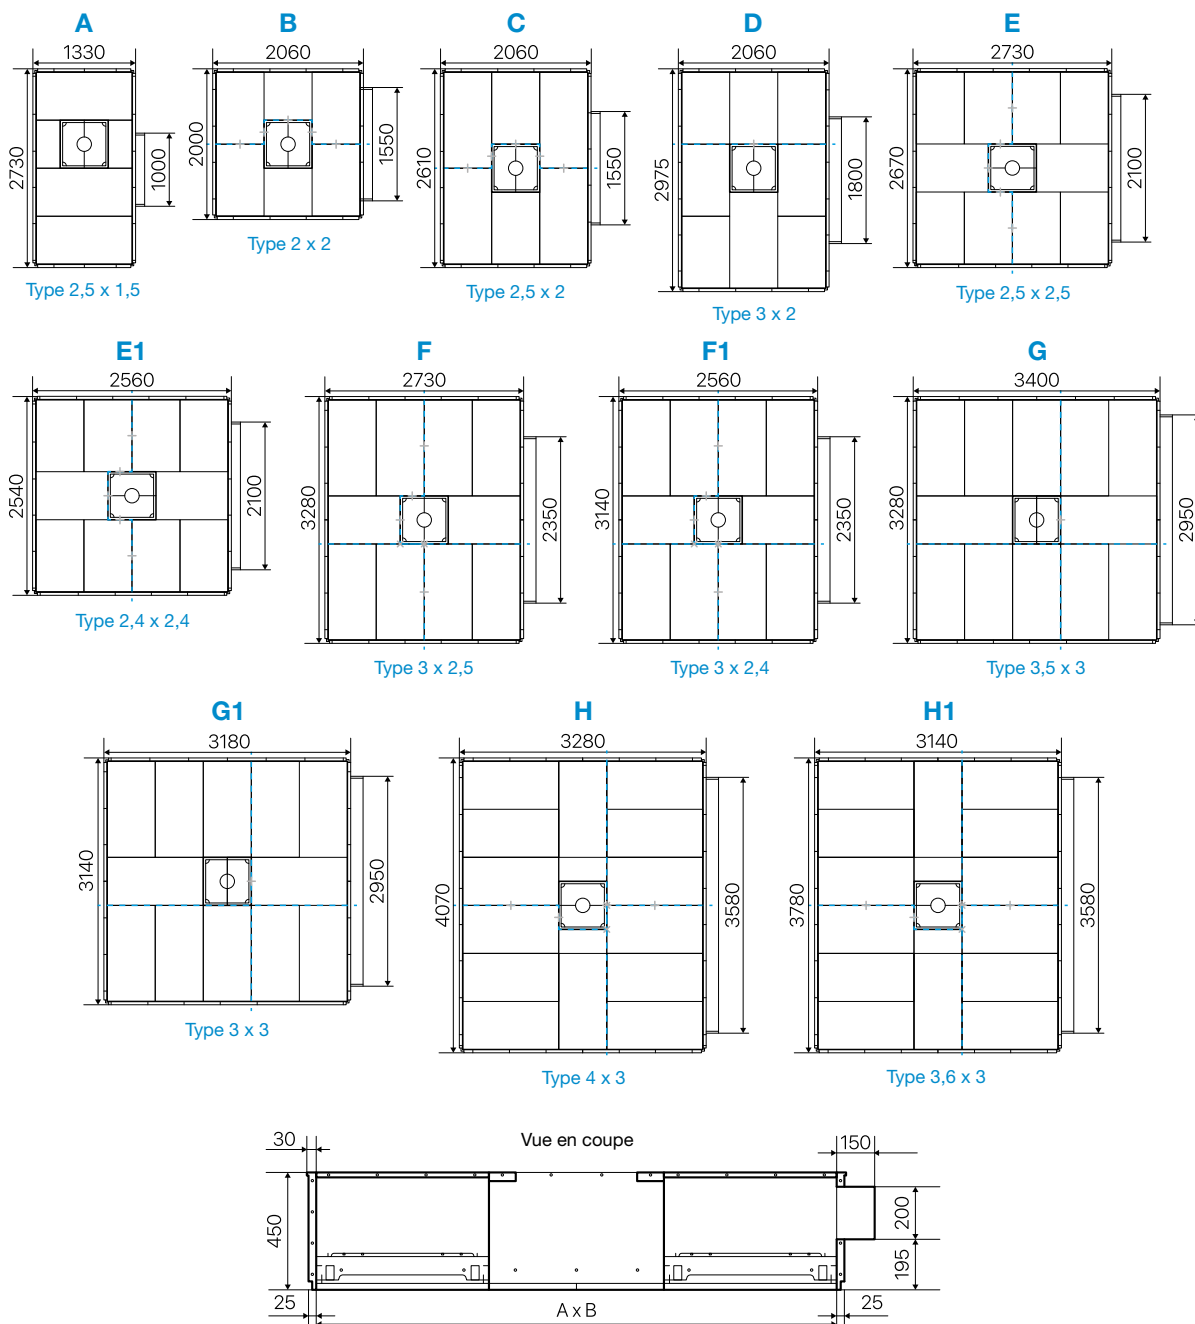 A
1330
2730
1000
Type 2,5 x 1,5
B
2060
2000
1550
Type 2 x 2
C
2060
2610
1550
Type 2,5 x 2
D
2060
2975
1800
Type 3 x 2
E
2730
2670
2100
Type 2,5 x 2,5
E1
2560
2540
2100
Type 2,4 x 2,4
F
2730
3280
2350
Type 3 x 2,5
F1
2560
3140
2350
Type 3 x 2,4
G
3400
3280
2950
Type 3,5 x 3
G1
3180
3140
2950
Type 3 x 3
H
3280
4070
3580
Type 4 x 3
H1
3140
3780
3580
Type 3,6 x 3
Vue en coupe
30
150
450
200
195
25
A x B
25